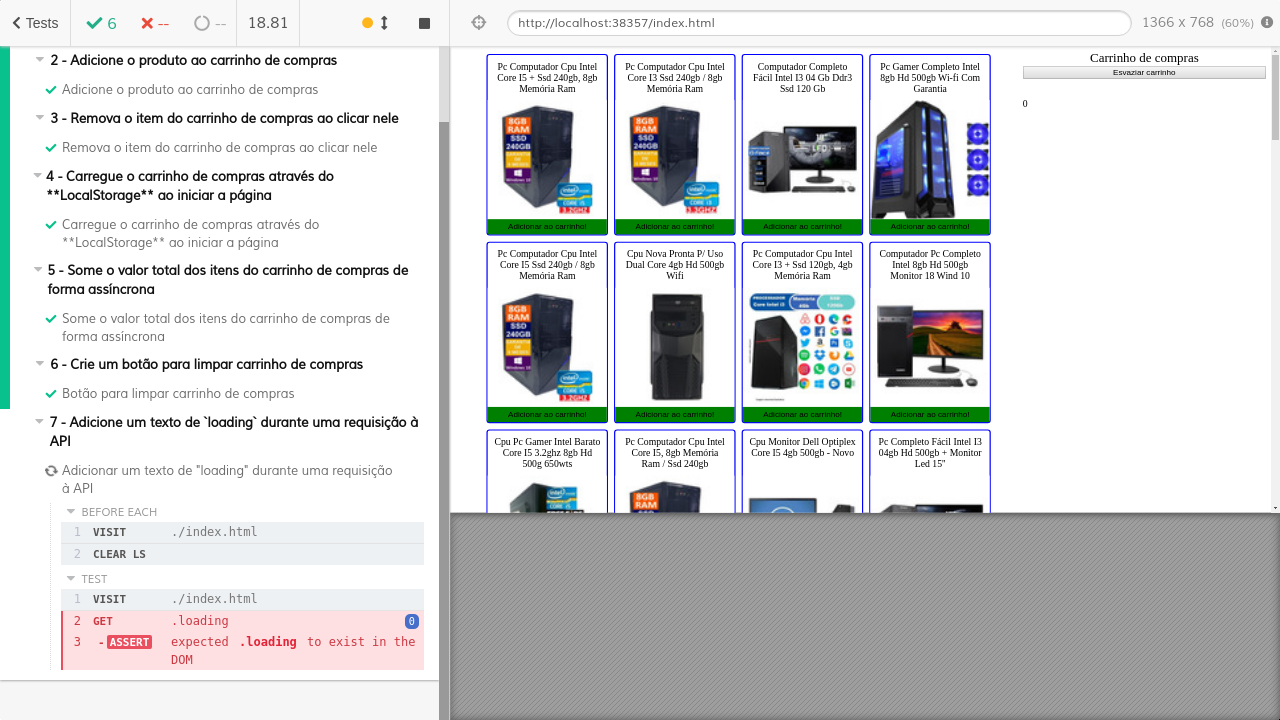 Tests
6
--
--
18.81
http://localhost:38357/index.html
1366 x 768 (60%)
2 - Adicione o produto ao carrinho de compras
Adicione o produto ao carrinho de compras
3 - Remova o item do carrinho de compras ao clicar nele
Remova o item do carrinho de compras ao clicar nele
4 - Carregue o carrinho de compras através do
**LocalStorage** ao iniciar a página
Carregue o carrinho de compras através do
**LocalStorage** ao iniciar a página
5 - Some o valor total dos itens do carrinho de compras de
forma assíncrona
Some o valor total dos itens do carrinho de compras de
forma assíncrona
6 - Crie um botão para limpar carrinho de compras
Botão para limpar carrinho de compras
7 - Adicione um texto de `loading` durante uma requisição à
API
Adicionar um texto de "loading" durante uma requisição
à API
BEFORE EACH
1 VISIT ./index.html
2 CLEAR LS
TEST
1 VISIT ./index.html
2 GET .loading 0
3 -ASSERT expected .loading to exist in the
DOM
Pc Computador Cpu Intel
Core I5 + Ssd 240gb, 8gb
Memória Ram
8GB
RAM
SSD
240GB
Adicionar ao carrinho!
Pc Computador Cpu Intel
Core I3 Ssd 240gb / 8gb
Memória Ram
8GB
RAM
SSD
240GB
Adicionar ao carrinho!
Computador Completo
Fácil Intel I3 04 Gb Ddr3
Ssd 120 Gb
Adicionar ao carrinho!
Pc Gamer Completo Intel
8gb Hd 500gb Wi-fi Com
Garantia
Adicionar ao carrinho!
Carrinho de compras
Esvaziar carrinho
0
Pc Computador Cpu Intel
Core I5 Ssd 240gb / 8gb
Memória Ram
8GB
RAM
SSD
240GB
Adicionar ao carrinho!
Cpu Nova Pronta P/ Uso
Dual Core 4gb Hd 500gb
Wifi
Adicionar ao carrinho!
Pc Computador Cpu Intel
Core I3 + Ssd 120gb, 4gb
Memória Ram
Adicionar ao carrinho!
Computador Pc Completo
Intel 8gb Hd 500gb
Monitor 18 Wind 10
Adicionar ao carrinho!
Cpu Pc Gamer Intel Barato
Core I5 3.2ghz 8gb Hd
500g 650wts
Pc Computador Cpu Intel
Core I5, 8gb Memória
Ram / Ssd 240gb
8GB
RAM
Cpu Monitor Dell Optiplex
Core I5 4gb 500gb - Novo
Pc Completo Fácil Intel I3
04gb Hd 500gb + Monitor
Led 15"